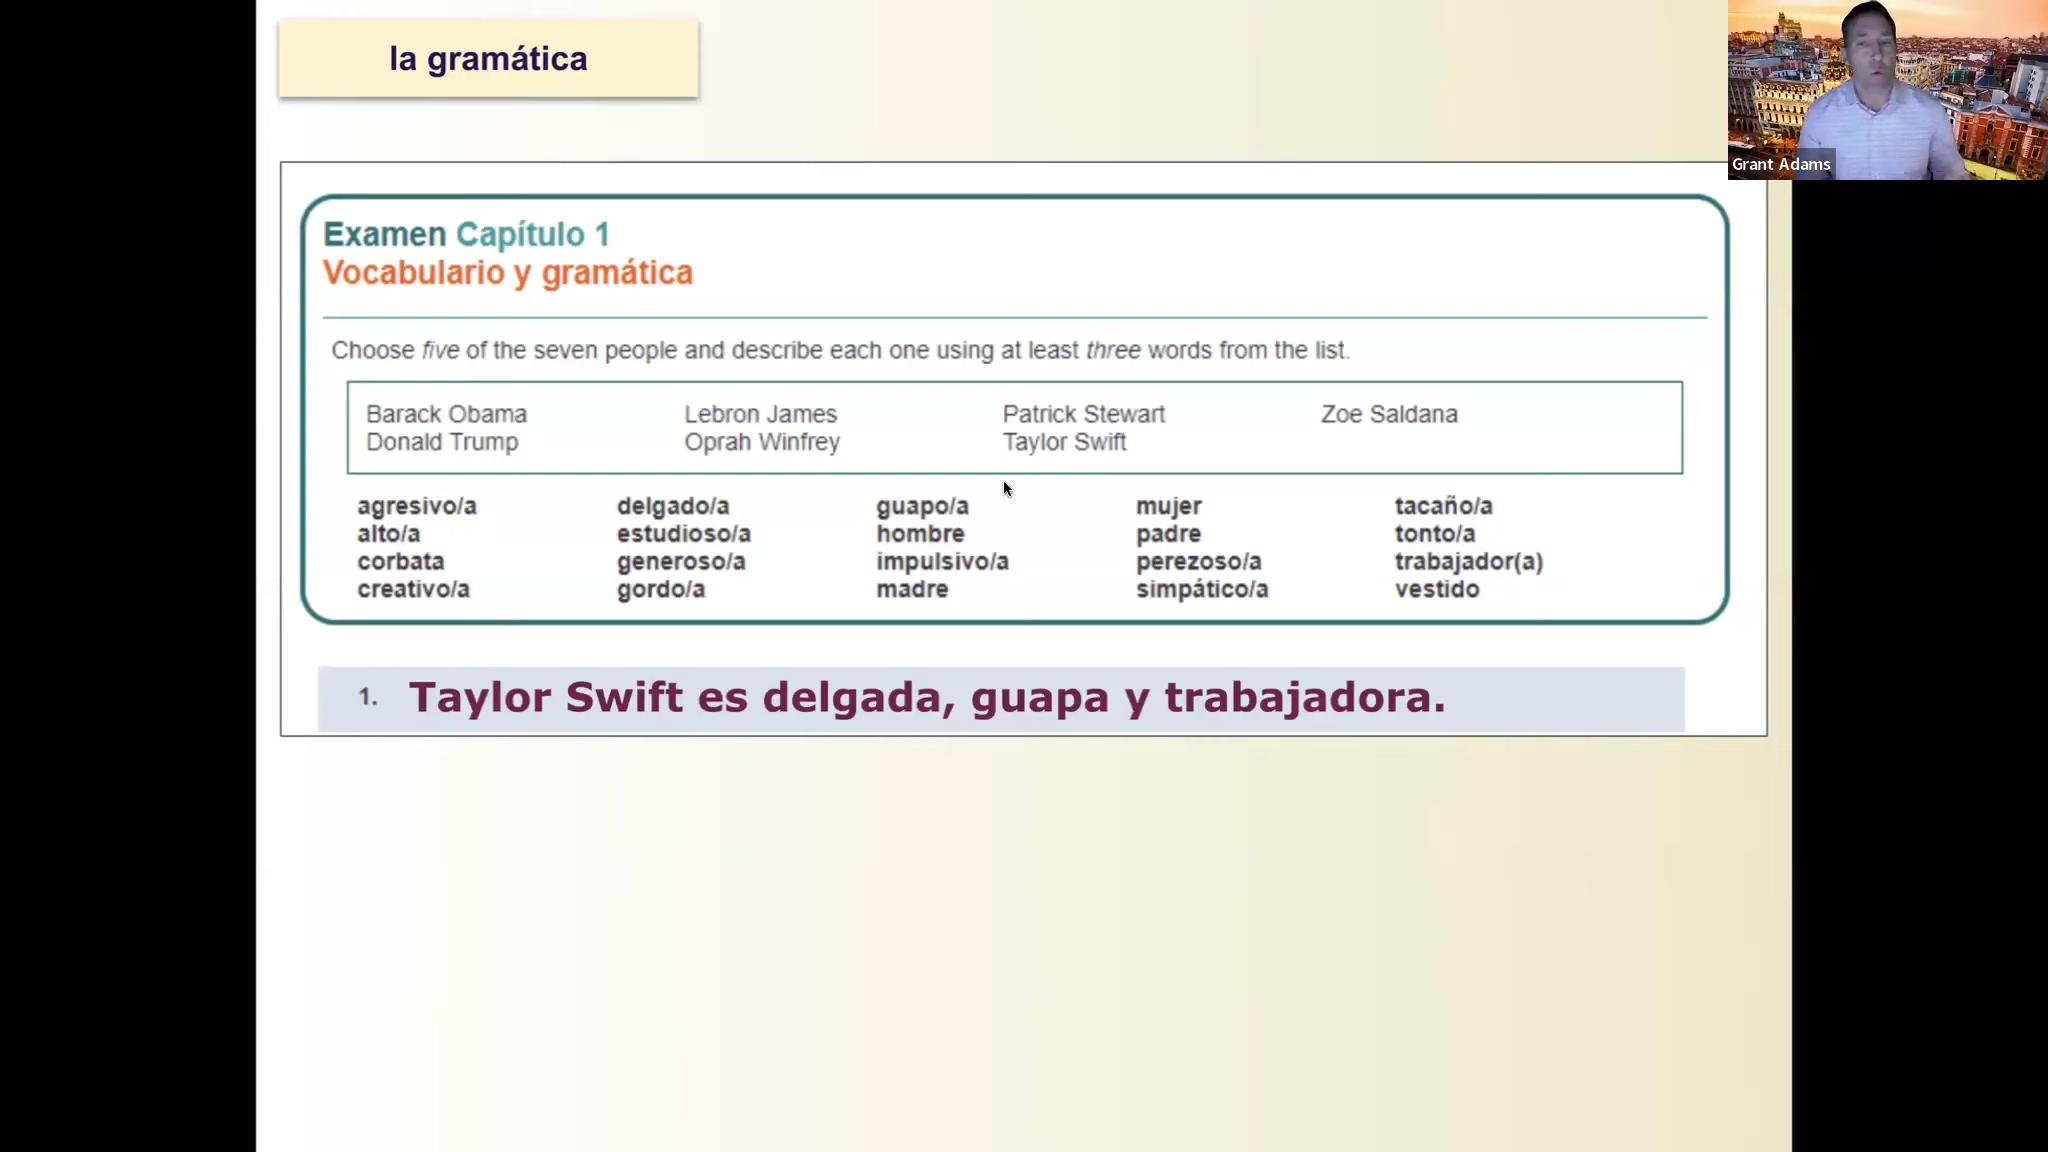 la gramática
Grant Adams
Examen Capítulo 1
Vocabulario y gramática
Choose five of the seven people and describe each one using at least three words from the list.
Barack Obama Lebron James Patrick Stewart Zoe Saldana
Donald Trump Oprah Winfrey Taylor Swift
agresivo/a delgado/a guapo/a mujer tacaño/a
alto/a estudioso/a hombre padre tonto/a
corbata generoso/a impulsivo/a perezoso/a trabajador(a)
creativo/a gordo/a madre simpático/a vestido
1. Taylor Swift es delgada, guapa y trabajadora.